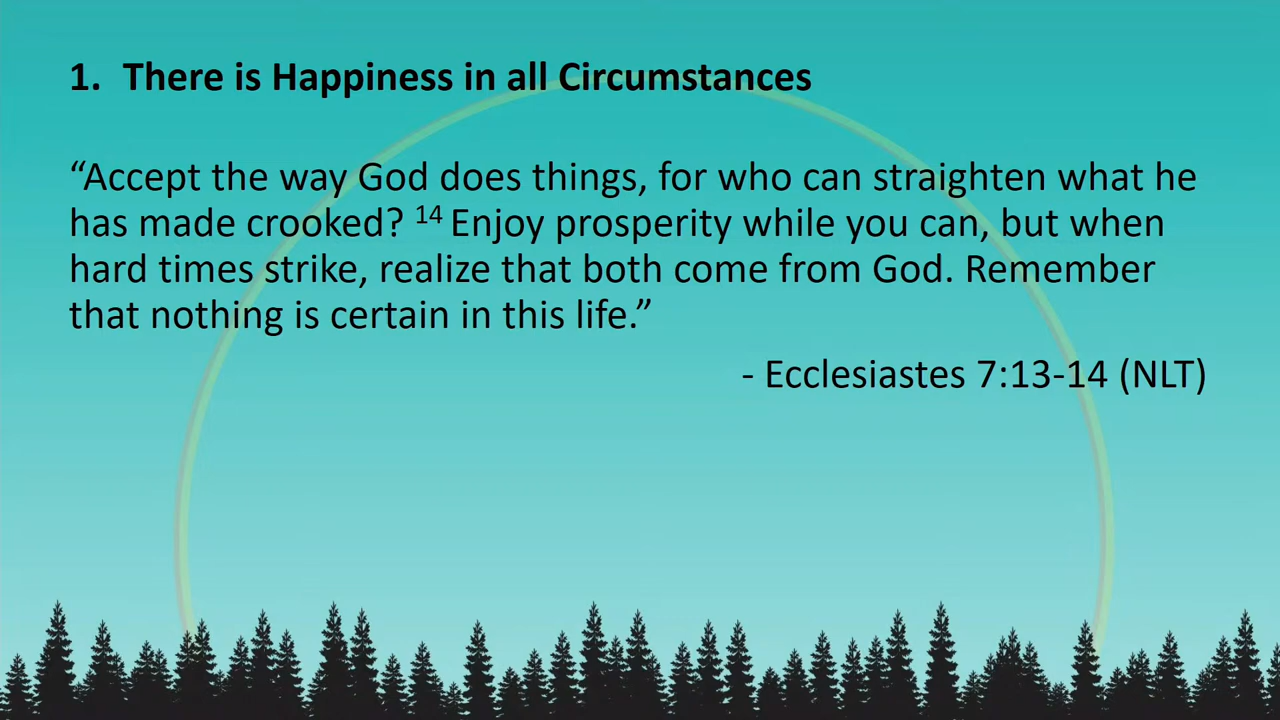 1. There is Happiness in all Circumstances
“Accept the way God does things, for who can straighten what he
has made crooked? 14 Enjoy prosperity while you can, but when
hard times strike, realize that both come from God. Remember
that nothing is certain in this life.”
- Ecclesiastes 7:13-14 (NLT)